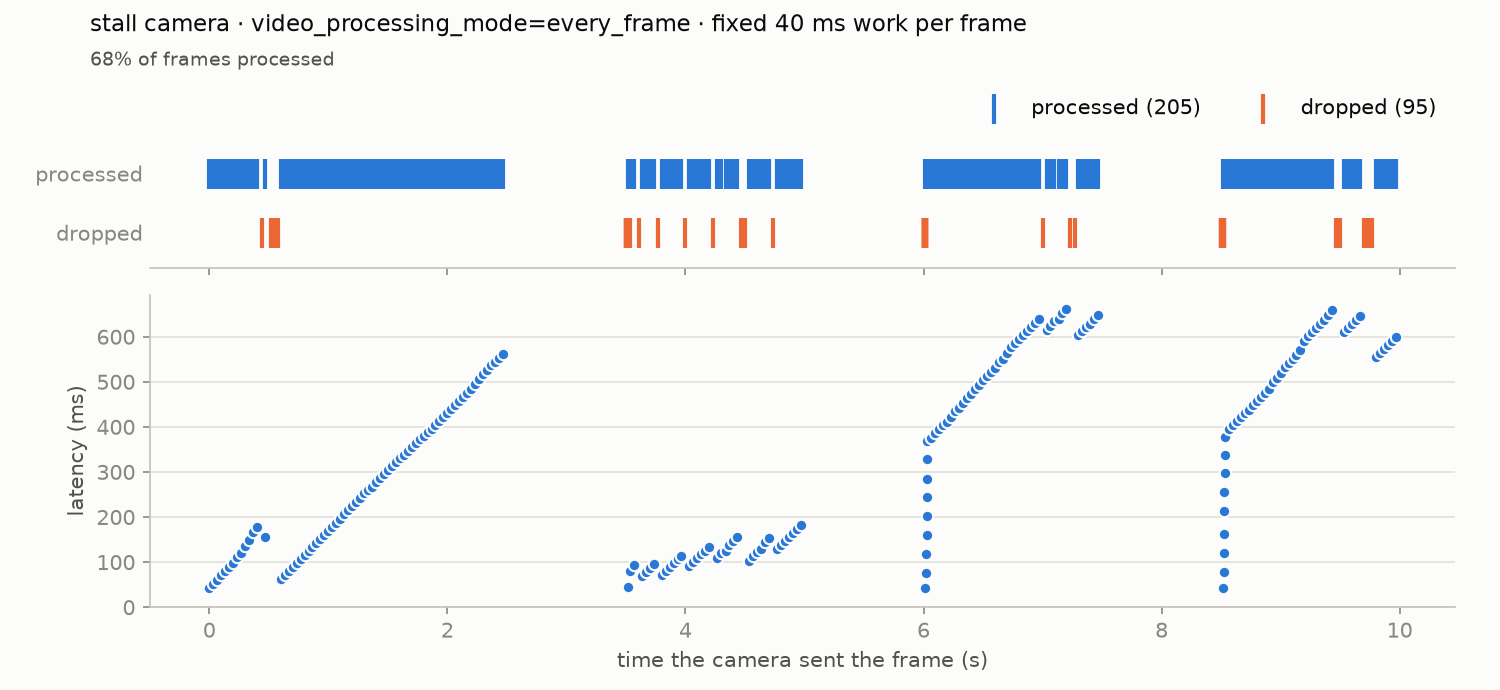 stall camera · video_processing_mode=every_frame · fixed 40 ms work per frame
68% of frames processed
processed (205) dropped (95)
processed
dropped
600
500
400
300
200
100
0
latency (ms)
0 2 4 6 8 10
time the camera sent the frame (s)